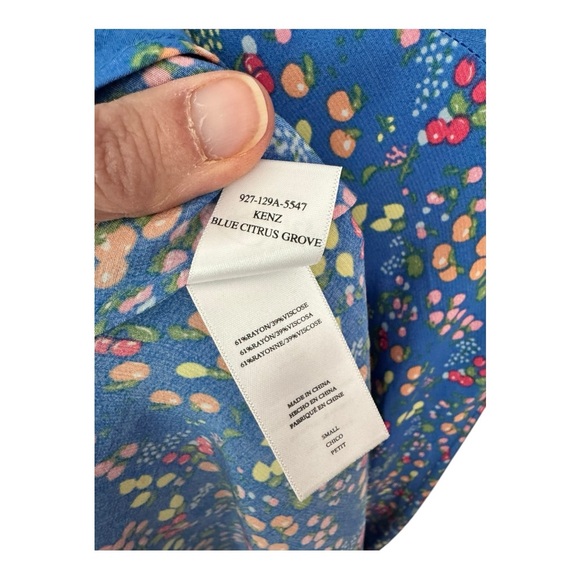 927-129A-5547
KENZ
BLUE CITRUS GROVE
61%RAYON/39%VISCOSE
61%RAYÓN/39%VISCOSA
61%RAYONNE/39%VISCOSE
MADE IN CHINA
HECHO EN CHINA
FABRIQUÉ EN CHINE
SMALL
CHICO
PETIT